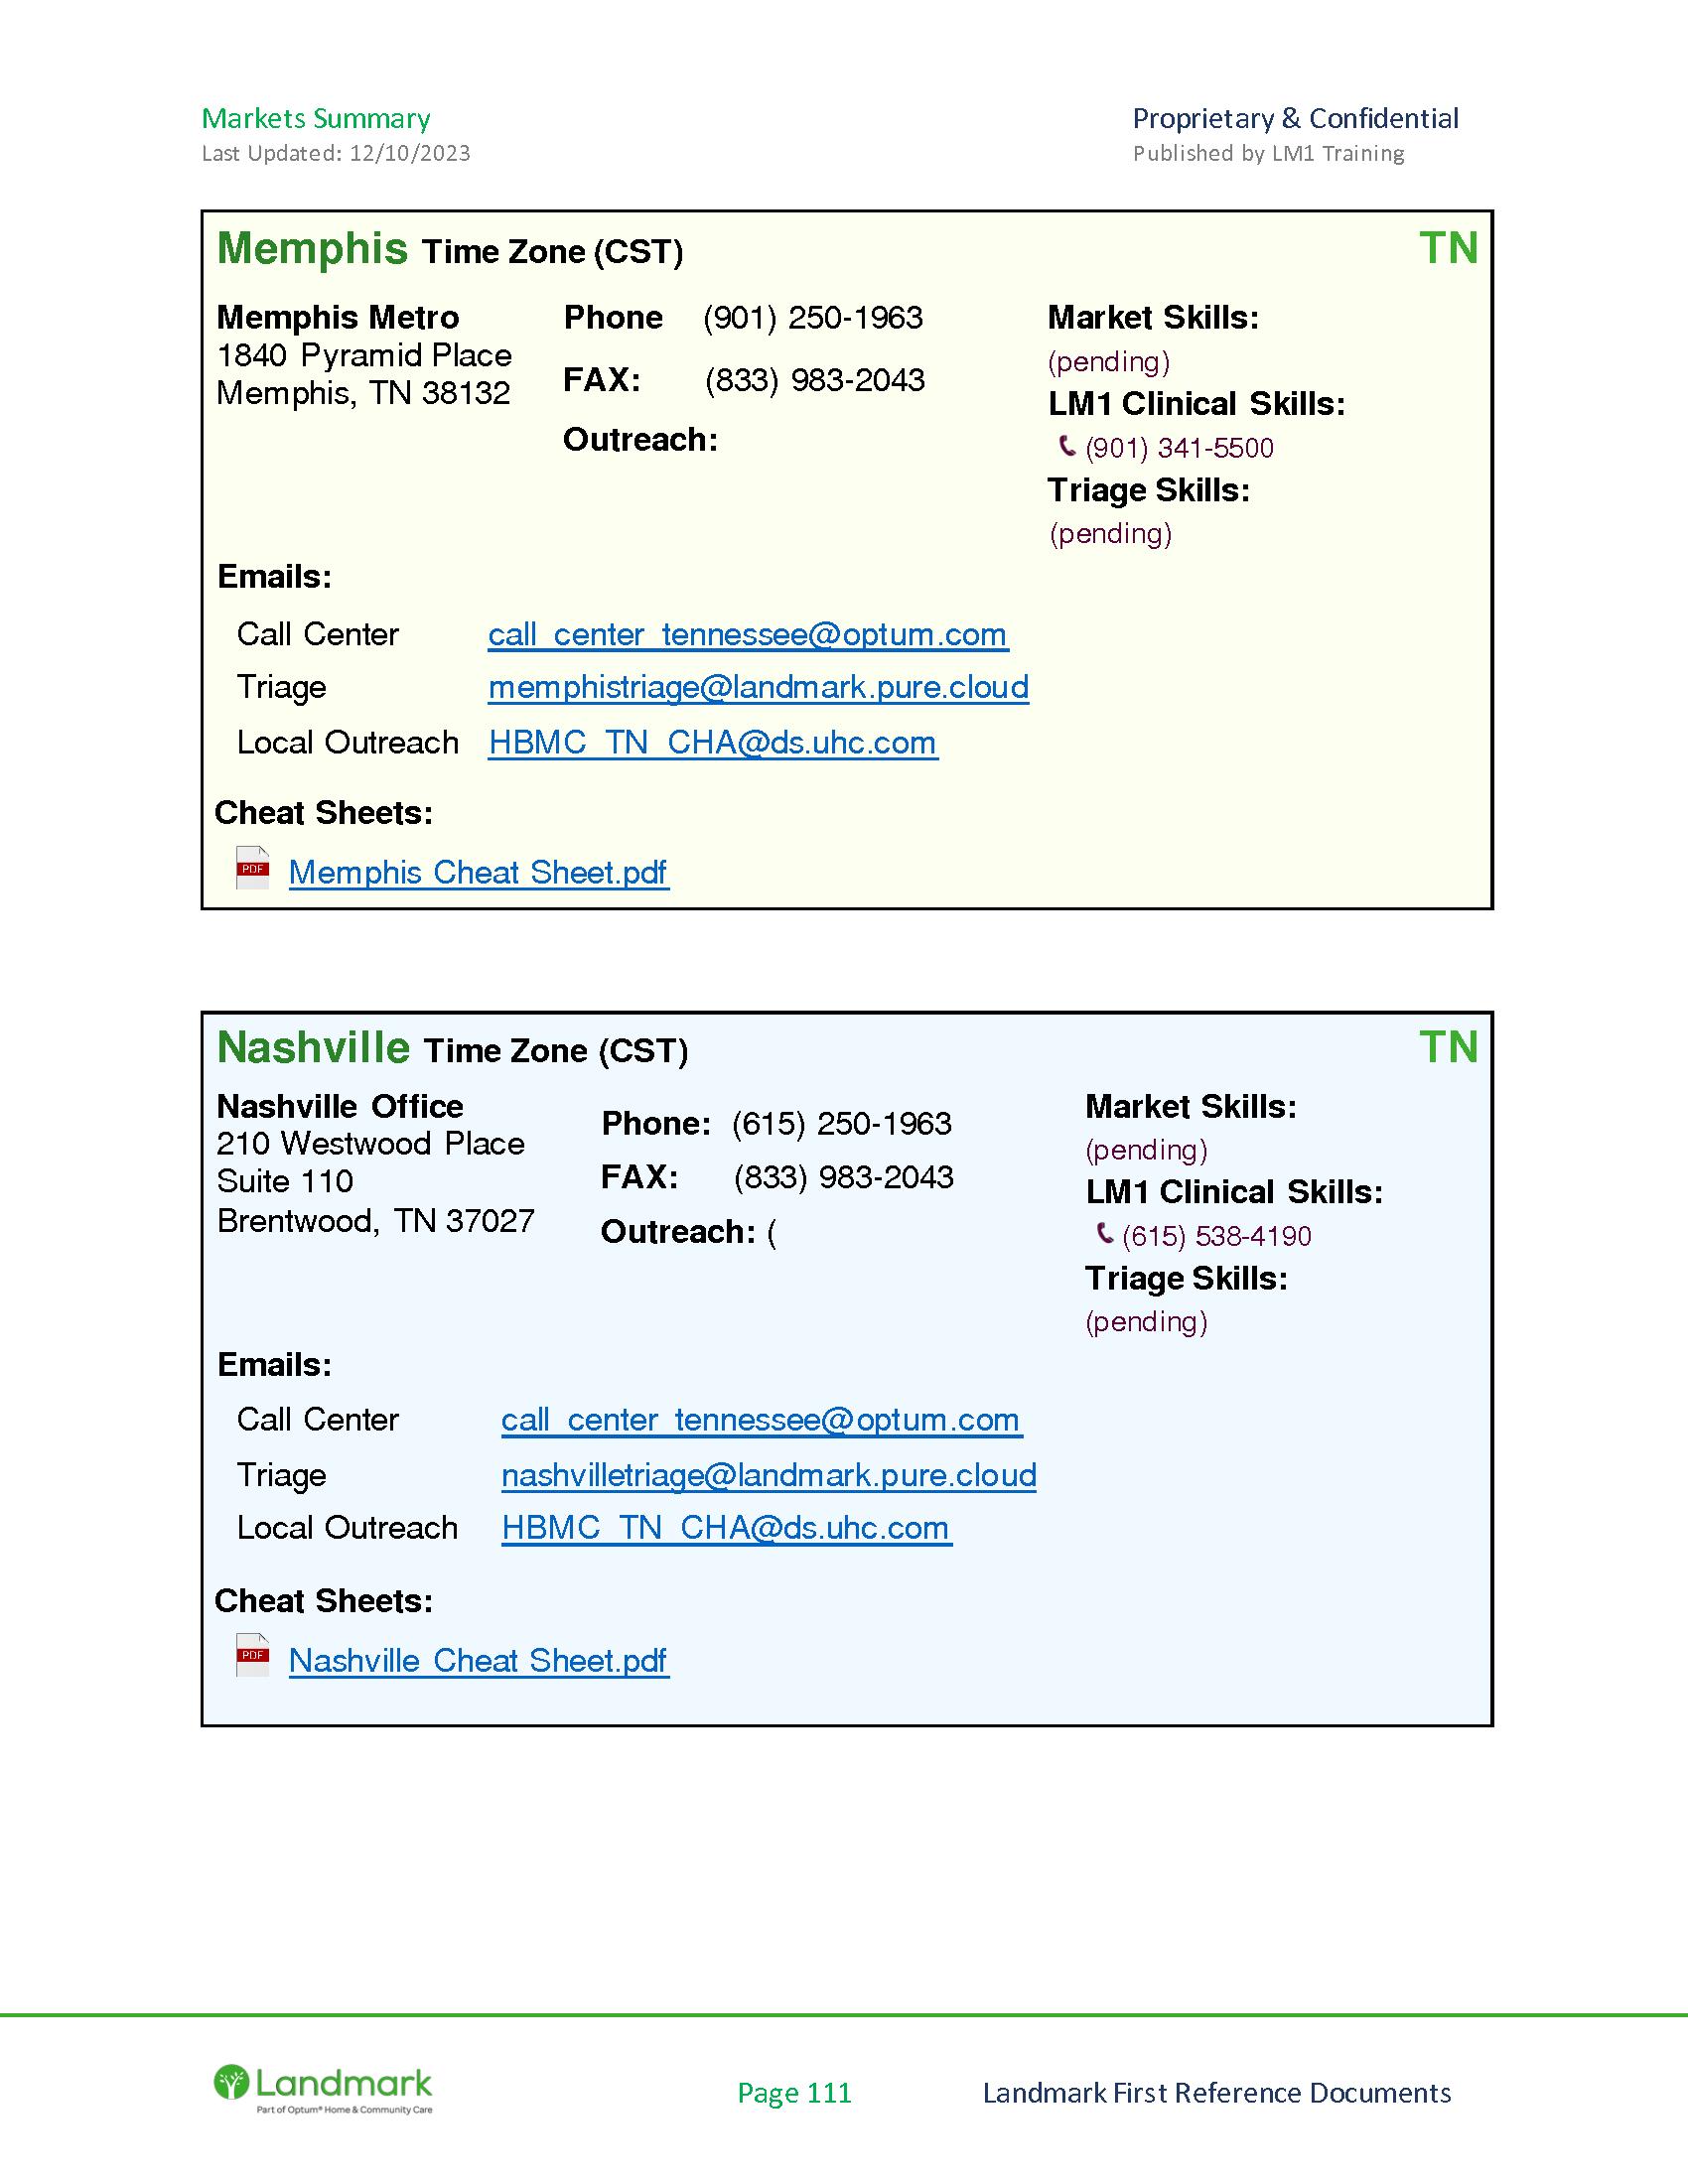 Markets Summary
Proprietary & Confidential
Last Updated: 12/10/2023
Published by LM1 Training
Memphis Time Zone (CST)
TN
Memphis Metro
1840 Pyramid Place
Memphis, TN 38132
Phone (901) 250-1963
FAX: (833) 983-2043
Outreach:
Market Skills:
(pending)
LM1 Clinical Skills:
(901) 341-5500
Triage Skills:
(pending)
Emails:
Call Center call_center_tennessee@optum.com
Triage memphistriage@landmark.pure.cloud
Local Outreach HBMC_TN_CHA@ds.uhc.com
Cheat Sheets:
PDF Memphis Cheat Sheet.pdf
Nashville Time Zone (CST)
TN
Nashville Office
210 Westwood Place
Suite 110
Brentwood, TN 37027
Phone: (615) 250-1963
FAX: (833) 983-2043
Outreach: (
Market Skills:
(pending)
LM1 Clinical Skills:
(615) 538-4190
Triage Skills:
(pending)
Emails:
Call Center call_center_tennessee@optum.com
Triage nashvilletriage@landmark.pure.cloud
Local Outreach HBMC_TN_CHA@ds.uhc.com
Cheat Sheets:
PDF Nashville Cheat Sheet.pdf
Landmark
Part of Optum® Home & Community Care
Page 111
Landmark First Reference Documents